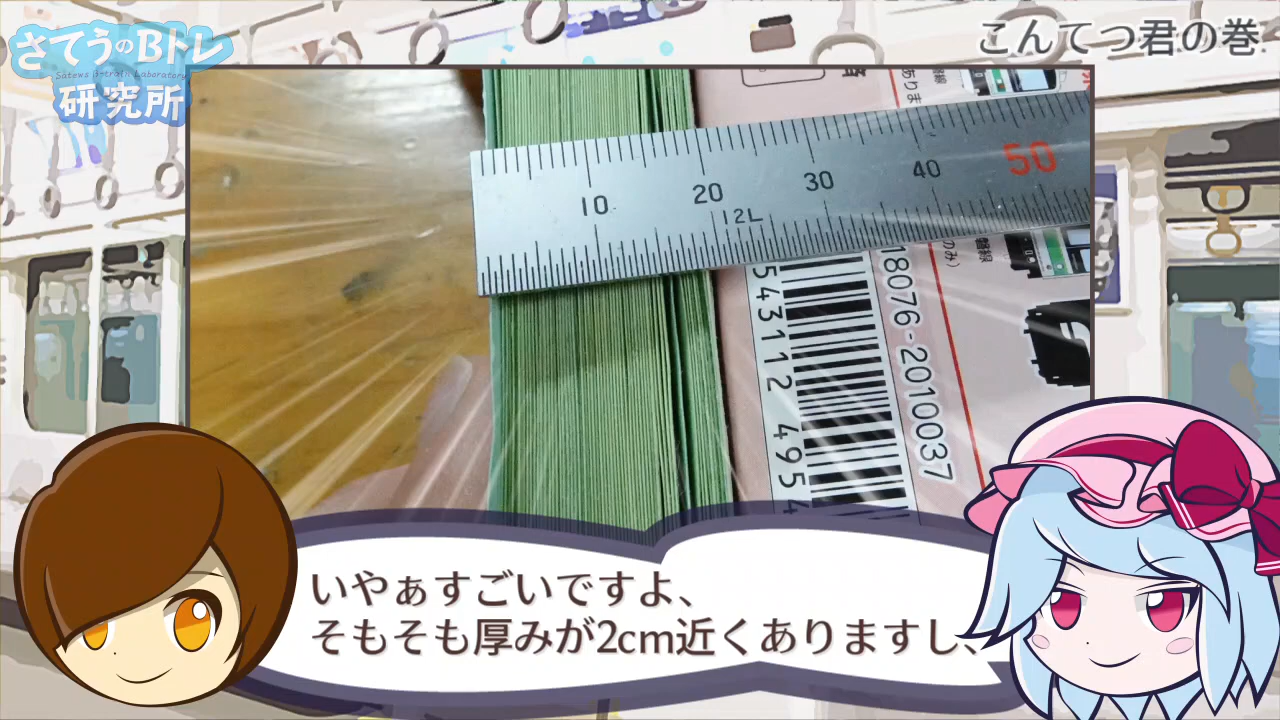 さてうのBトレ
Satews B-train Laboratory
研究所
こんてつ君の巻
10 20 30 40 50
12L
18076-2010037
543112 4954
いやぁすごいですよ、
そもそも厚みが2cm近くありますし、